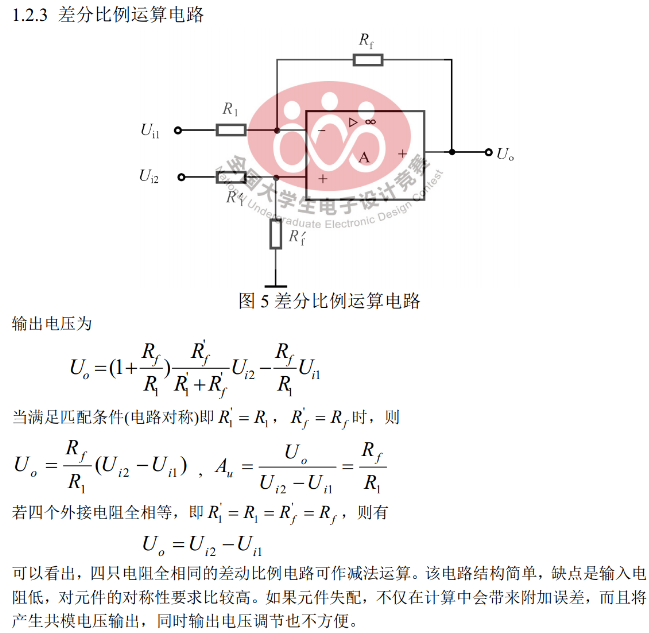 1.2.3 差分比例运算电路
R_f
R_1
U_{i1}
▷ ∞
−
A
+
U_o
U_{i2}
+
R'_1
R'_f
全国大学生电子设计竞赛
National Undergraduate Electronic Design Contest
图 5 差分比例运算电路
输出电压为
U_o = (1 + \frac{R_f}{R_1}) \frac{R'_f}{R'_1 + R'_f} U_{i2} − \frac{R_f}{R_1} U_{i1}
当满足匹配条件(电路对称)即 R'_1 = R_1， R'_f = R_f 时，则
U_o = \frac{R_f}{R_1} (U_{i2} − U_{i1}) ， A_u = \frac{U_o}{U_{i2} − U_{i1}} = \frac{R_f}{R_1}
若四个外接电阻全相等，即 R'_1 = R_1 = R'_f = R_f，则有
U_o = U_{i2} − U_{i1}
可以看出，四只电阻全相同的差动比例电路可作减法运算。该电路结构简单，缺点是输入电
阻低，对元件的对称性要求比较高。如果元件失配，不仅在计算中会带来附加误差，而且将
产生共模电压输出，同时输出电压调节也不方便。